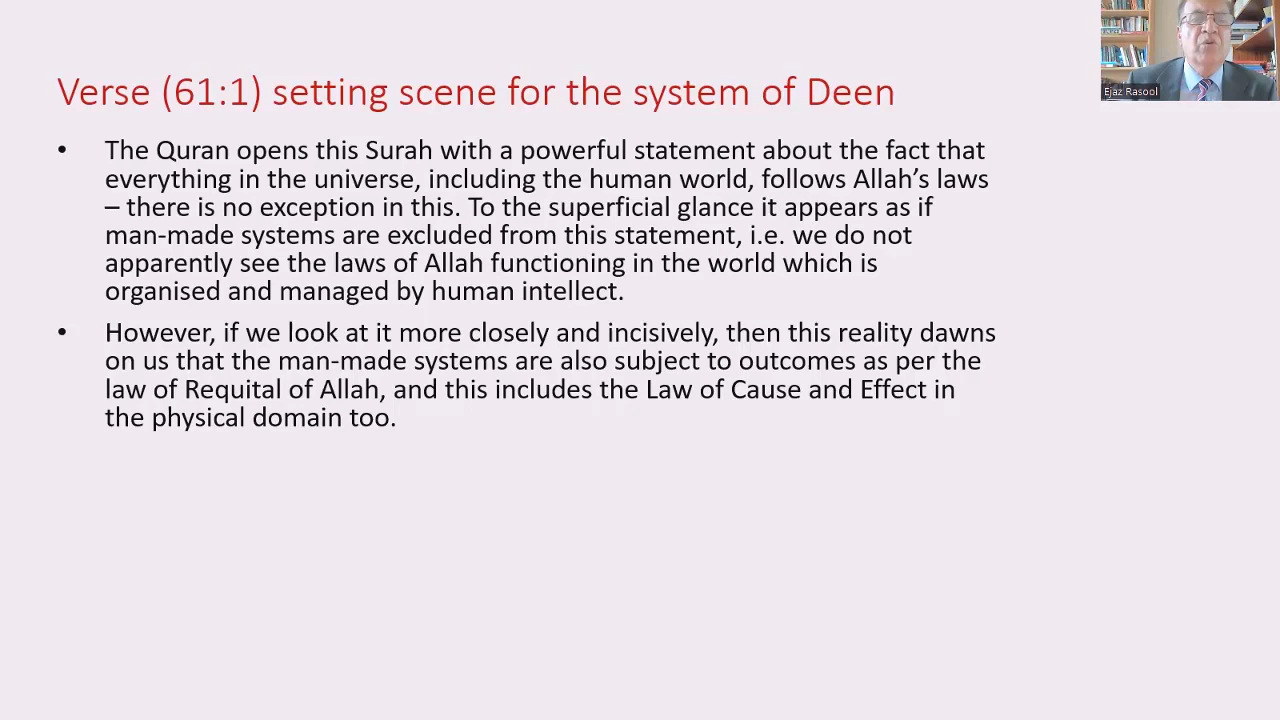 Verse (61:1) setting scene for the system of Deen
• The Quran opens this Surah with a powerful statement about the fact that
everything in the universe, including the human world, follows Allah’s laws
– there is no exception in this. To the superficial glance it appears as if
man-made systems are excluded from this statement, i.e. we do not
apparently see the laws of Allah functioning in the world which is
organised and managed by human intellect.
• However, if we look at it more closely and incisively, then this reality dawns
on us that the man-made systems are also subject to outcomes as per the
law of Requital of Allah, and this includes the Law of Cause and Effect in
the physical domain too.
Ejaz Rasool